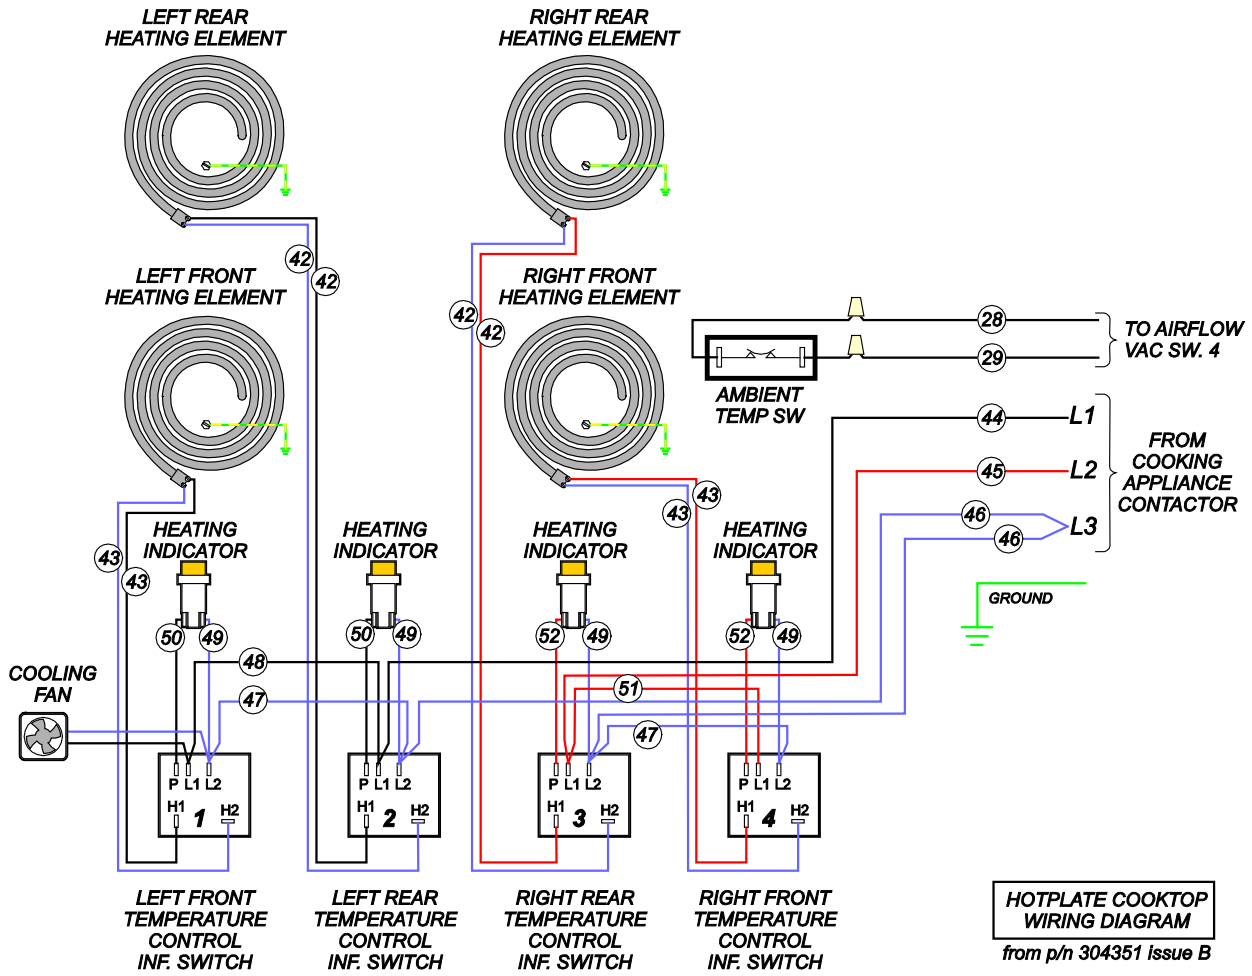 LEFT REAR
HEATING ELEMENT
RIGHT REAR
HEATING ELEMENT
42
42
LEFT FRONT
HEATING ELEMENT
RIGHT FRONT
HEATING ELEMENT
42
42
28
29
TO AIRFLOW
VAC SW. 4
AMBIENT
TEMP SW
44
L1
45
L2
46
46
L3
FROM
COOKING
APPLIANCE
CONTACTOR
43
43
43
43
HEATING
INDICATOR
HEATING
INDICATOR
HEATING
INDICATOR
HEATING
INDICATOR
GROUND
50
49
50
49
52
49
52
49
48
47
51
47
COOLING
FAN
P L1 L2
H1
1
H2
P L1 L2
H1
2
H2
P L1 L2
H1
3
H2
P L1 L2
H1
4
H2
LEFT FRONT
TEMPERATURE
CONTROL
INF. SWITCH
LEFT REAR
TEMPERATURE
CONTROL
INF. SWITCH
RIGHT REAR
TEMPERATURE
CONTROL
INF. SWITCH
RIGHT FRONT
TEMPERATURE
CONTROL
INF. SWITCH
HOTPLATE COOKTOP
WIRING DIAGRAM
from p/n 304351 issue B